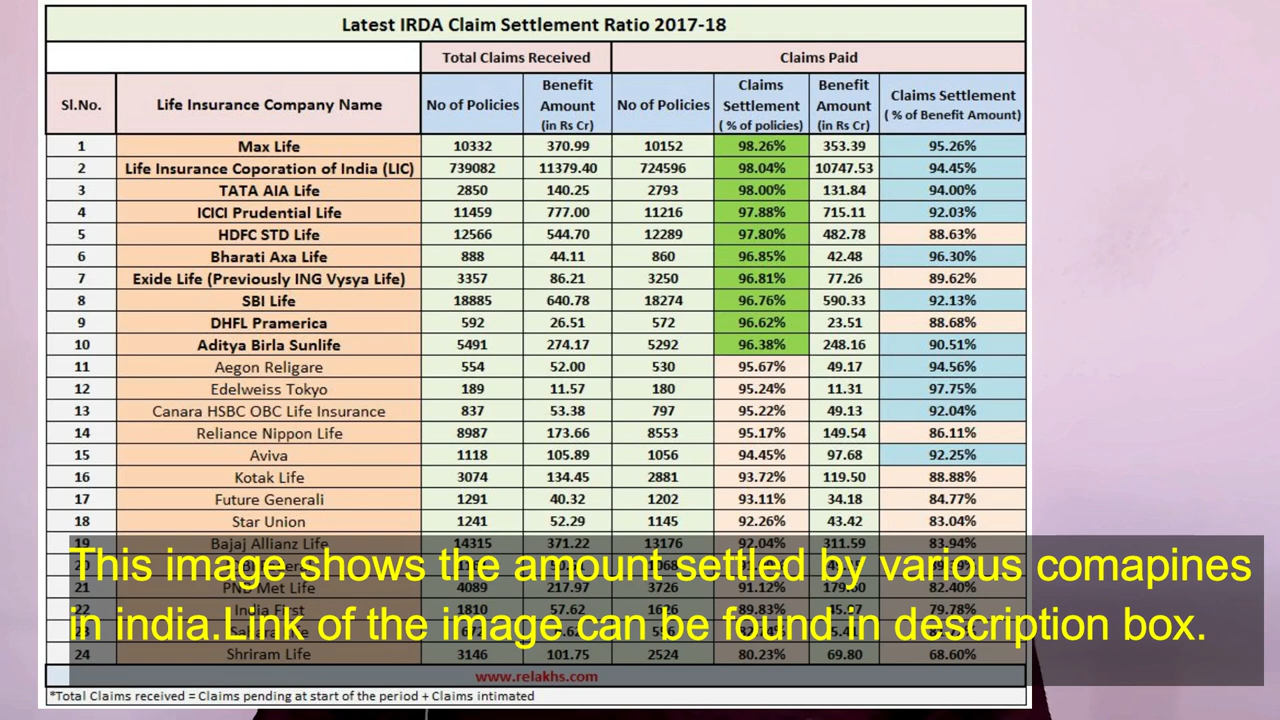 Latest IRDA Claim Settlement Ratio 2017-18
Total Claims Received Claims Paid
Sl.No. Life Insurance Company Name No of Policies Benefit Amount (in Rs Cr) No of Policies Claims Settlement ( % of policies) Benefit Amount (in Rs Cr) Claims Settlement ( % of Benefit Amount)
1 Max Life 10332 370.99 10152 98.26% 353.39 95.26%
2 Life Insurance Coporation of India (LIC) 739082 11379.40 724596 98.04% 10747.53 94.45%
3 TATA AIA Life 2850 140.25 2793 98.00% 131.84 94.00%
4 ICICI Prudential Life 11459 777.00 11216 97.88% 715.11 92.03%
5 HDFC STD Life 12566 544.70 12289 97.80% 482.78 88.63%
6 Bharati Axa Life 888 44.11 860 96.85% 42.48 96.30%
7 Exide Life (Previously ING Vysya Life) 3357 86.21 3250 96.81% 77.26 89.62%
8 SBI Life 18885 640.78 18274 96.76% 590.33 92.13%
9 DHFL Pramerica 592 26.51 572 96.62% 23.51 88.68%
10 Aditya Birla Sunlife 5491 274.17 5292 96.38% 248.16 90.51%
11 Aegon Religare 554 52.00 530 95.67% 49.17 94.56%
12 Edelweiss Tokyo 189 11.57 180 95.24% 11.31 97.75%
13 Canara HSBC OBC Life Insurance 837 53.38 797 95.22% 49.13 92.04%
14 Reliance Nippon Life 8987 173.66 8553 95.17% 149.54 86.11%
15 Aviva 1118 105.89 1056 94.45% 97.68 92.25%
16 Kotak Life 3074 134.45 2881 93.72% 119.50 88.88%
17 Future Generali 1291 40.32 1202 93.11% 34.18 84.77%
18 Star Union 1241 52.29 1145 92.26% 43.42 83.04%
19 Bajaj Allianz Life 14315 371.22 13176 92.04% 311.59 83.94%
This image shows the amount settled by various comapines
21 PNB Met Life 4089 217.97 3726 91.12% 179.60 82.40%
22 India First 1810 57.62 1626 89.83% 45.97 79.78%
in india.Link of the image can be found in description box.
24 Shriram Life 3146 101.75 2524 80.23% 69.80 68.60%
www.relakhs.com
*Total Claims received = Claims pending at start of the period + Claims intimated